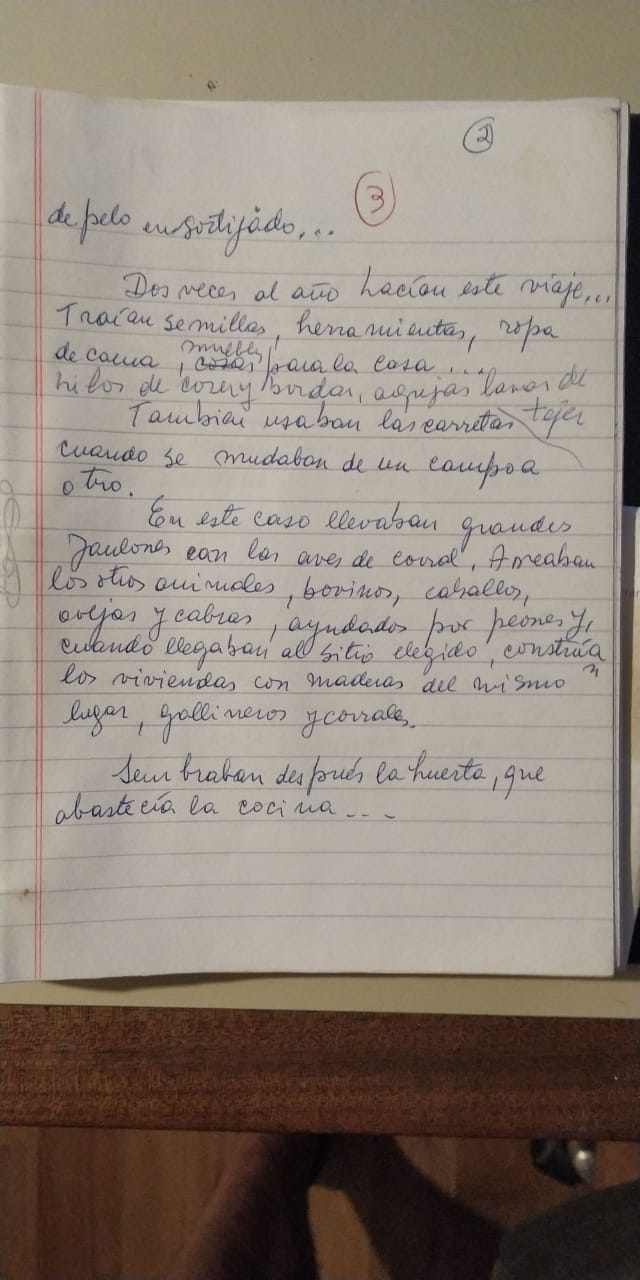 2
3
de pelo ensortijado,...
Dos veces al año hacían este viaje,..
Traían semillas, herramientas, ropa
de cama, cosas muebles para la casa...
hilos de coser y bordar, agujas lanas de
tejer
También usaban las carretas
cuando se mudaban de un campo a
otro.
En este caso llevaban grandes
Jaulones con las aves de corral, Arreaban
los otros animales, bovinos, caballos,
ovejas y cabras, ayudados por peones y,
cuando llegaban al sitio elegido, construía
n
las viviendas con maderas del mismo
lugar, gallineros y corrales.
Sembraban después la huerta, que
abastecía la cocina ...